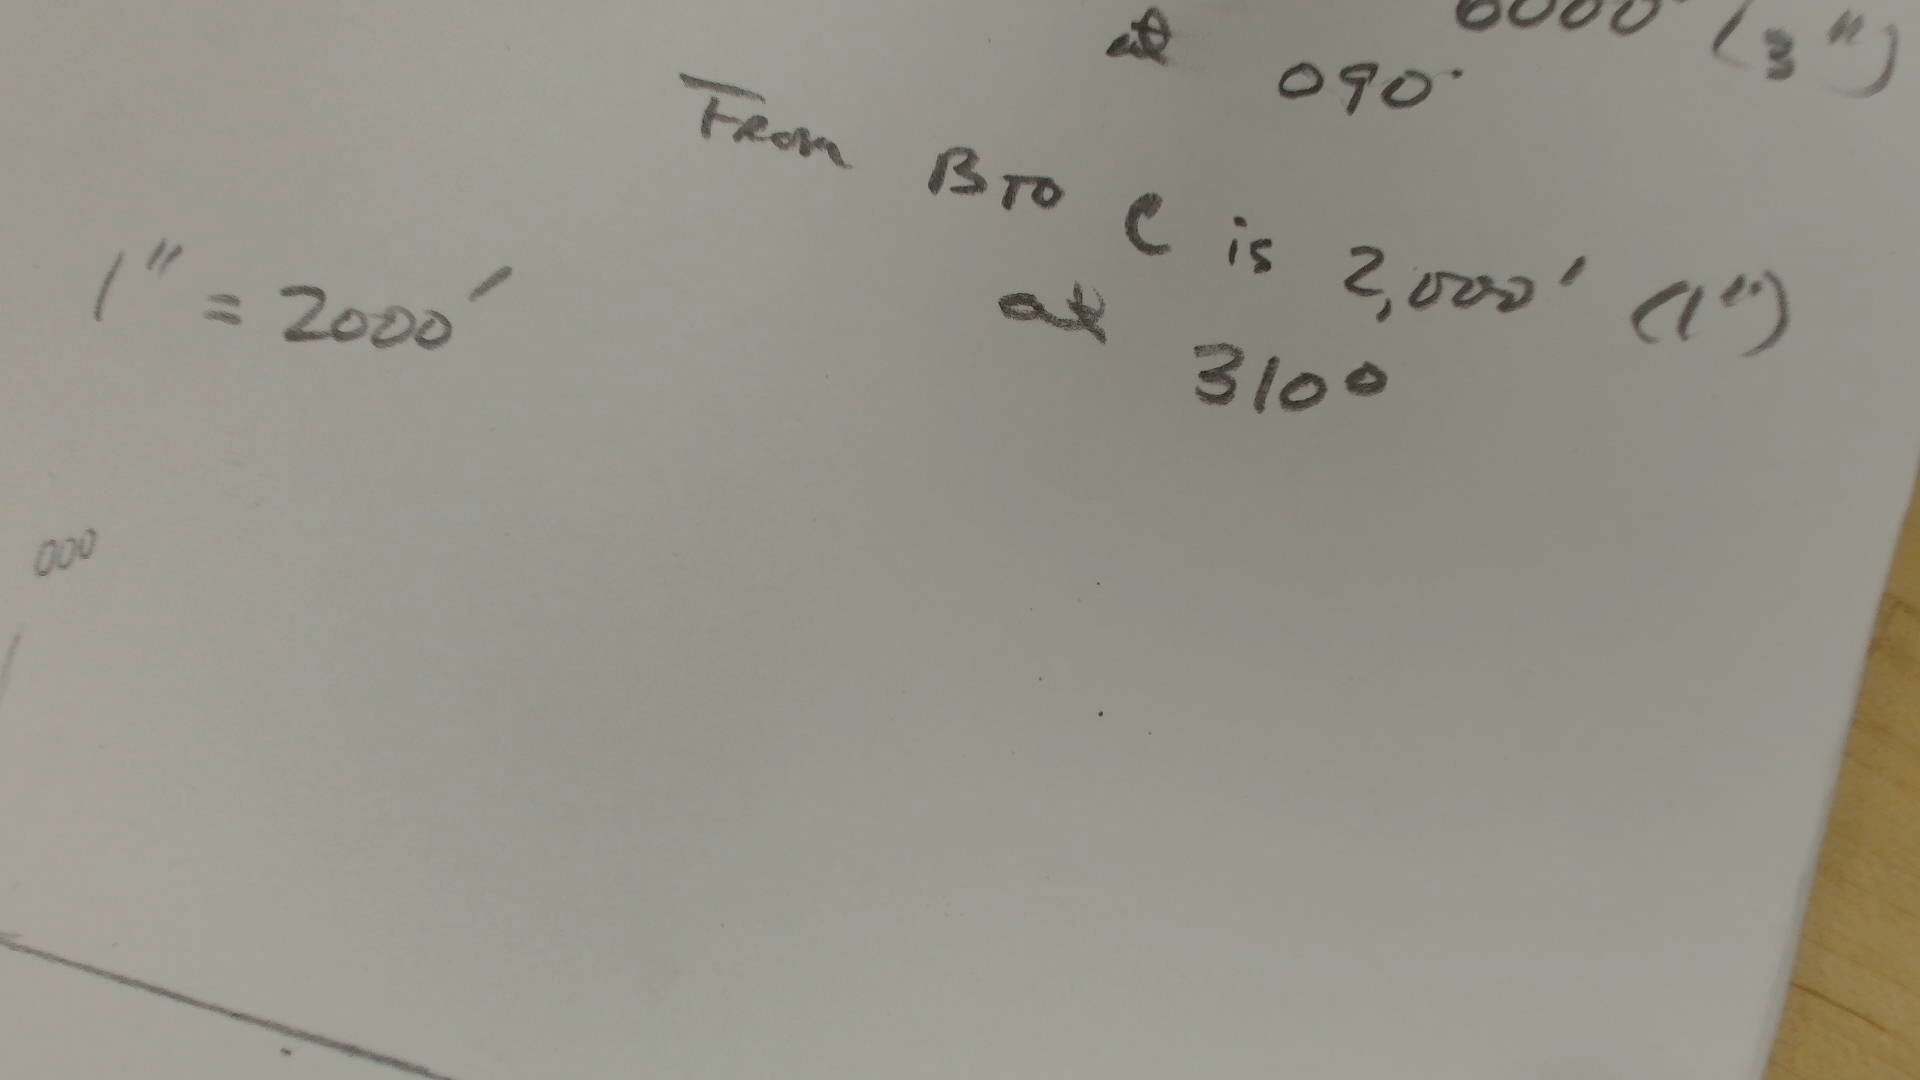 6000' (3")
at 090°
From B TO C is 2,000' (1")
at 310°
1" = 2000'
000